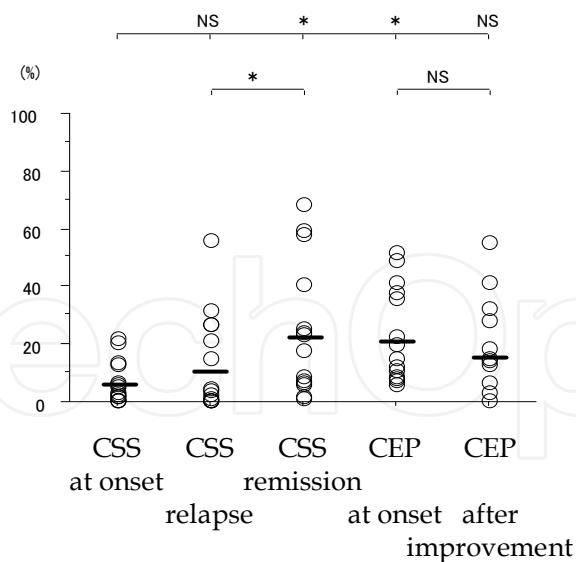 NS * * NS
(%)
* NS
100
80
60
40
20
0
CSS CSS CSS CEP CEP
at onset remission
relapse at onset after
improvement
echOp